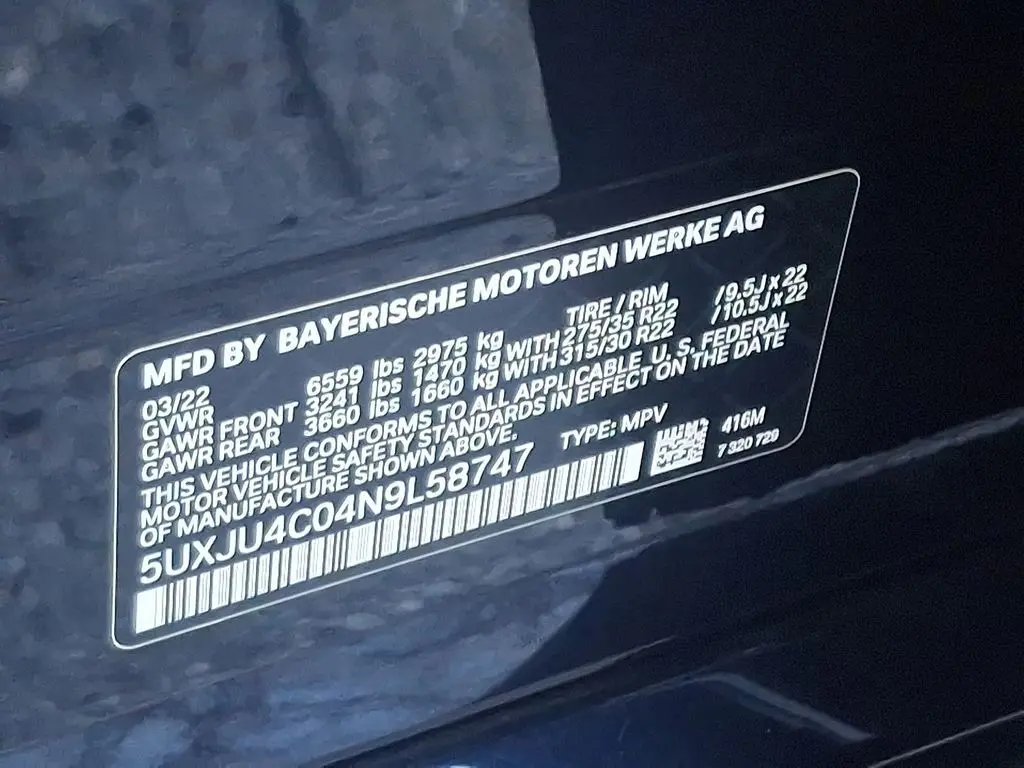 MFD BY BAYERISCHE MOTOREN WERKE AG
03/22 TIRE / RIM
GVWR 6559 lbs 2975 kg
GAWR FRONT 3241 lbs 1470 kg WITH 275/35 R22 / 9.5J x 22
GAWR REAR 3660 lbs 1660 kg WITH 315/30 R22 / 10.5J x 22
THIS VEHICLE CONFORMS TO ALL APPLICABLE U.S. FEDERAL
MOTOR VEHICLE SAFETY STANDARDS IN EFFECT ON THE DATE
OF MANUFACTURE SHOWN ABOVE.
5UXJU4C04N9L58747 TYPE: MPV 416M
7 320 729